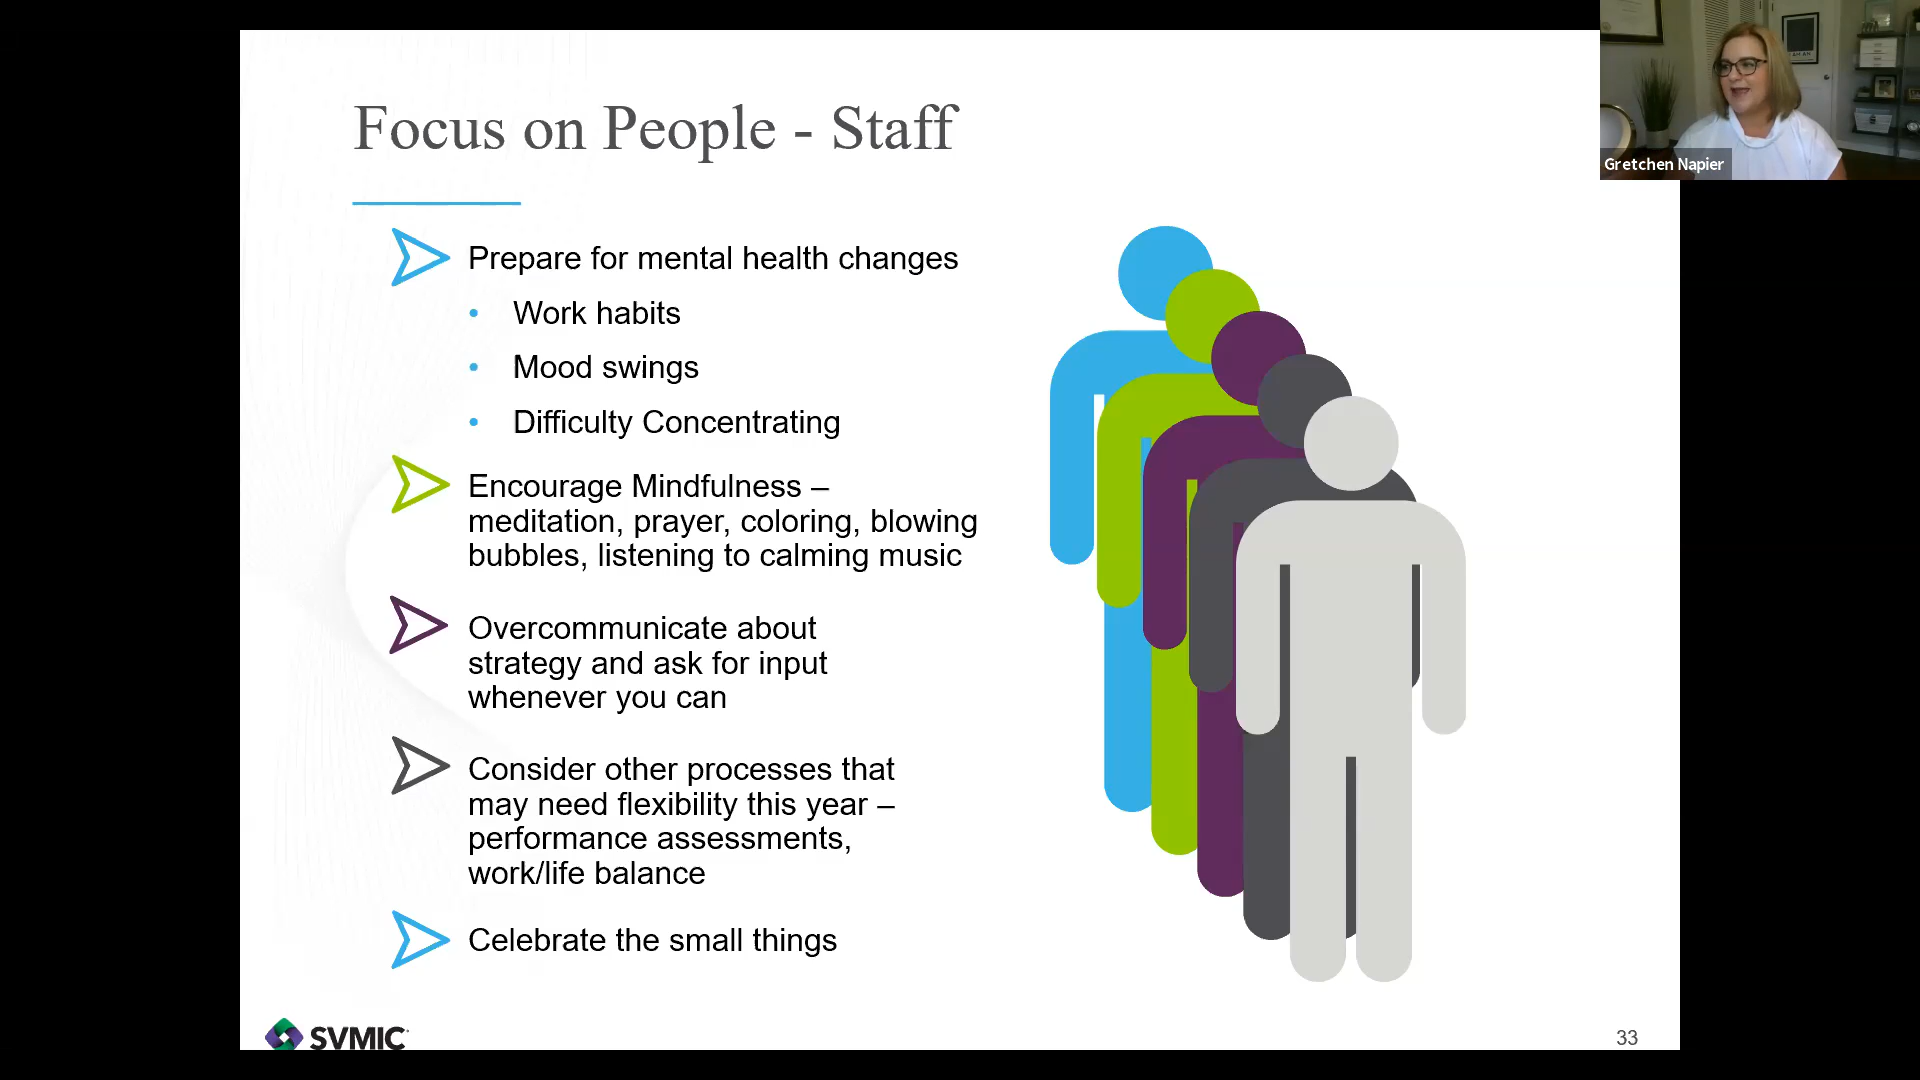 Focus on People - Staff
Prepare for mental health changes
• Work habits
• Mood swings
• Difficulty Concentrating
Encourage Mindfulness –
meditation, prayer, coloring, blowing
bubbles, listening to calming music
Overcommunicate about
strategy and ask for input
whenever you can
Consider other processes that
may need flexibility this year –
performance assessments,
work/life balance
Celebrate the small things
SVMIC
33
Gretchen Napier